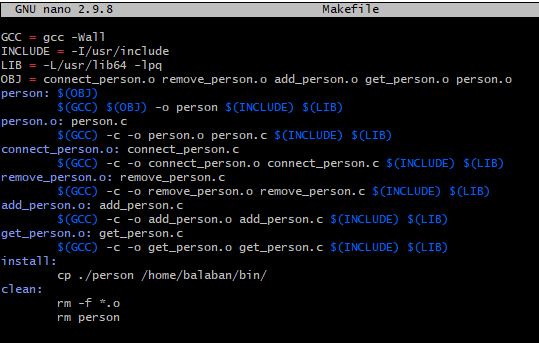 GNU nano 2.9.8 Makefile
GCC = gcc -Wall
INCLUDE = -I/usr/include
LIB = -L/usr/lib64 -lpq
OBJ = connect_person.o remove_person.o add_person.o get_person.o person.o
person: $(OBJ)
$(GCC) $(OBJ) -o person $(INCLUDE) $(LIB)
person.o: person.c
$(GCC) -c -o person.o person.c $(INCLUDE) $(LIB)
connect_person.o: connect_person.c
$(GCC) -c -o connect_person.o connect_person.c $(INCLUDE) $(LIB)
remove_person.o: remove_person.c
$(GCC) -c -o remove_person.o remove_person.c $(INCLUDE) $(LIB)
add_person.o: add_person.c
$(GCC) -c -o add_person.o add_person.c $(INCLUDE) $(LIB)
get_person.o: get_person.c
$(GCC) -c -o get_person.o get_person.c $(INCLUDE) $(LIB)
install:
cp ./person /home/balaban/bin/
clean:
rm -f *.o
rm person